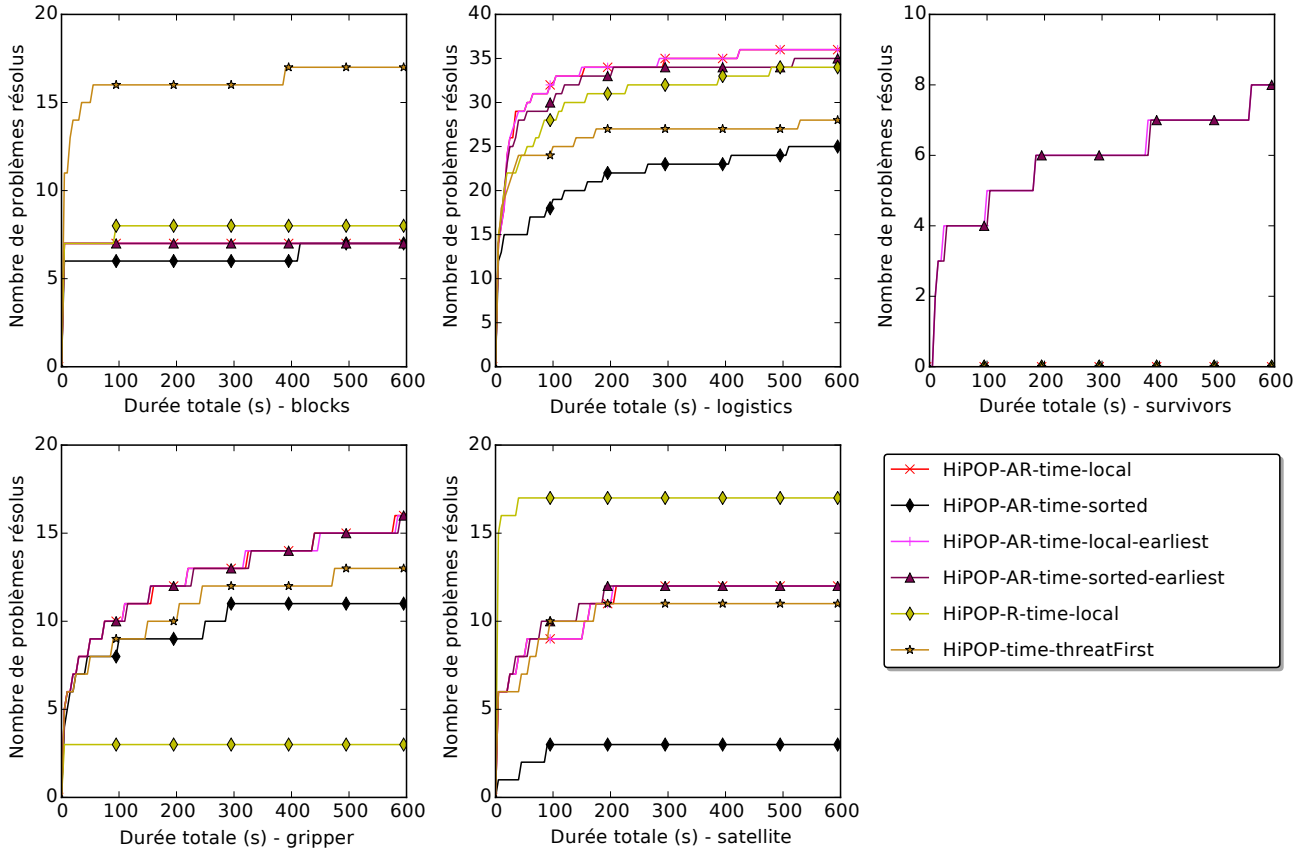 Nombre de problèmes résolus
20
15
10
5
0
0 100 200 300 400 500 600
Durée totale (s) - blocks
Nombre de problèmes résolus
40
35
30
25
20
15
10
5
0
0 100 200 300 400 500 600
Durée totale (s) - logistics
Nombre de problèmes résolus
10
8
6
4
2
0
0 100 200 300 400 500 600
Durée totale (s) - survivors
Nombre de problèmes résolus
20
15
10
5
0
0 100 200 300 400 500 600
Durée totale (s) - gripper
Nombre de problèmes résolus
20
15
10
5
0
0 100 200 300 400 500 600
Durée totale (s) - satellite
HiPOP-AR-time-local
HiPOP-AR-time-sorted
HiPOP-AR-time-local-earliest
HiPOP-AR-time-sorted-earliest
HiPOP-R-time-local
HiPOP-time-threatFirst